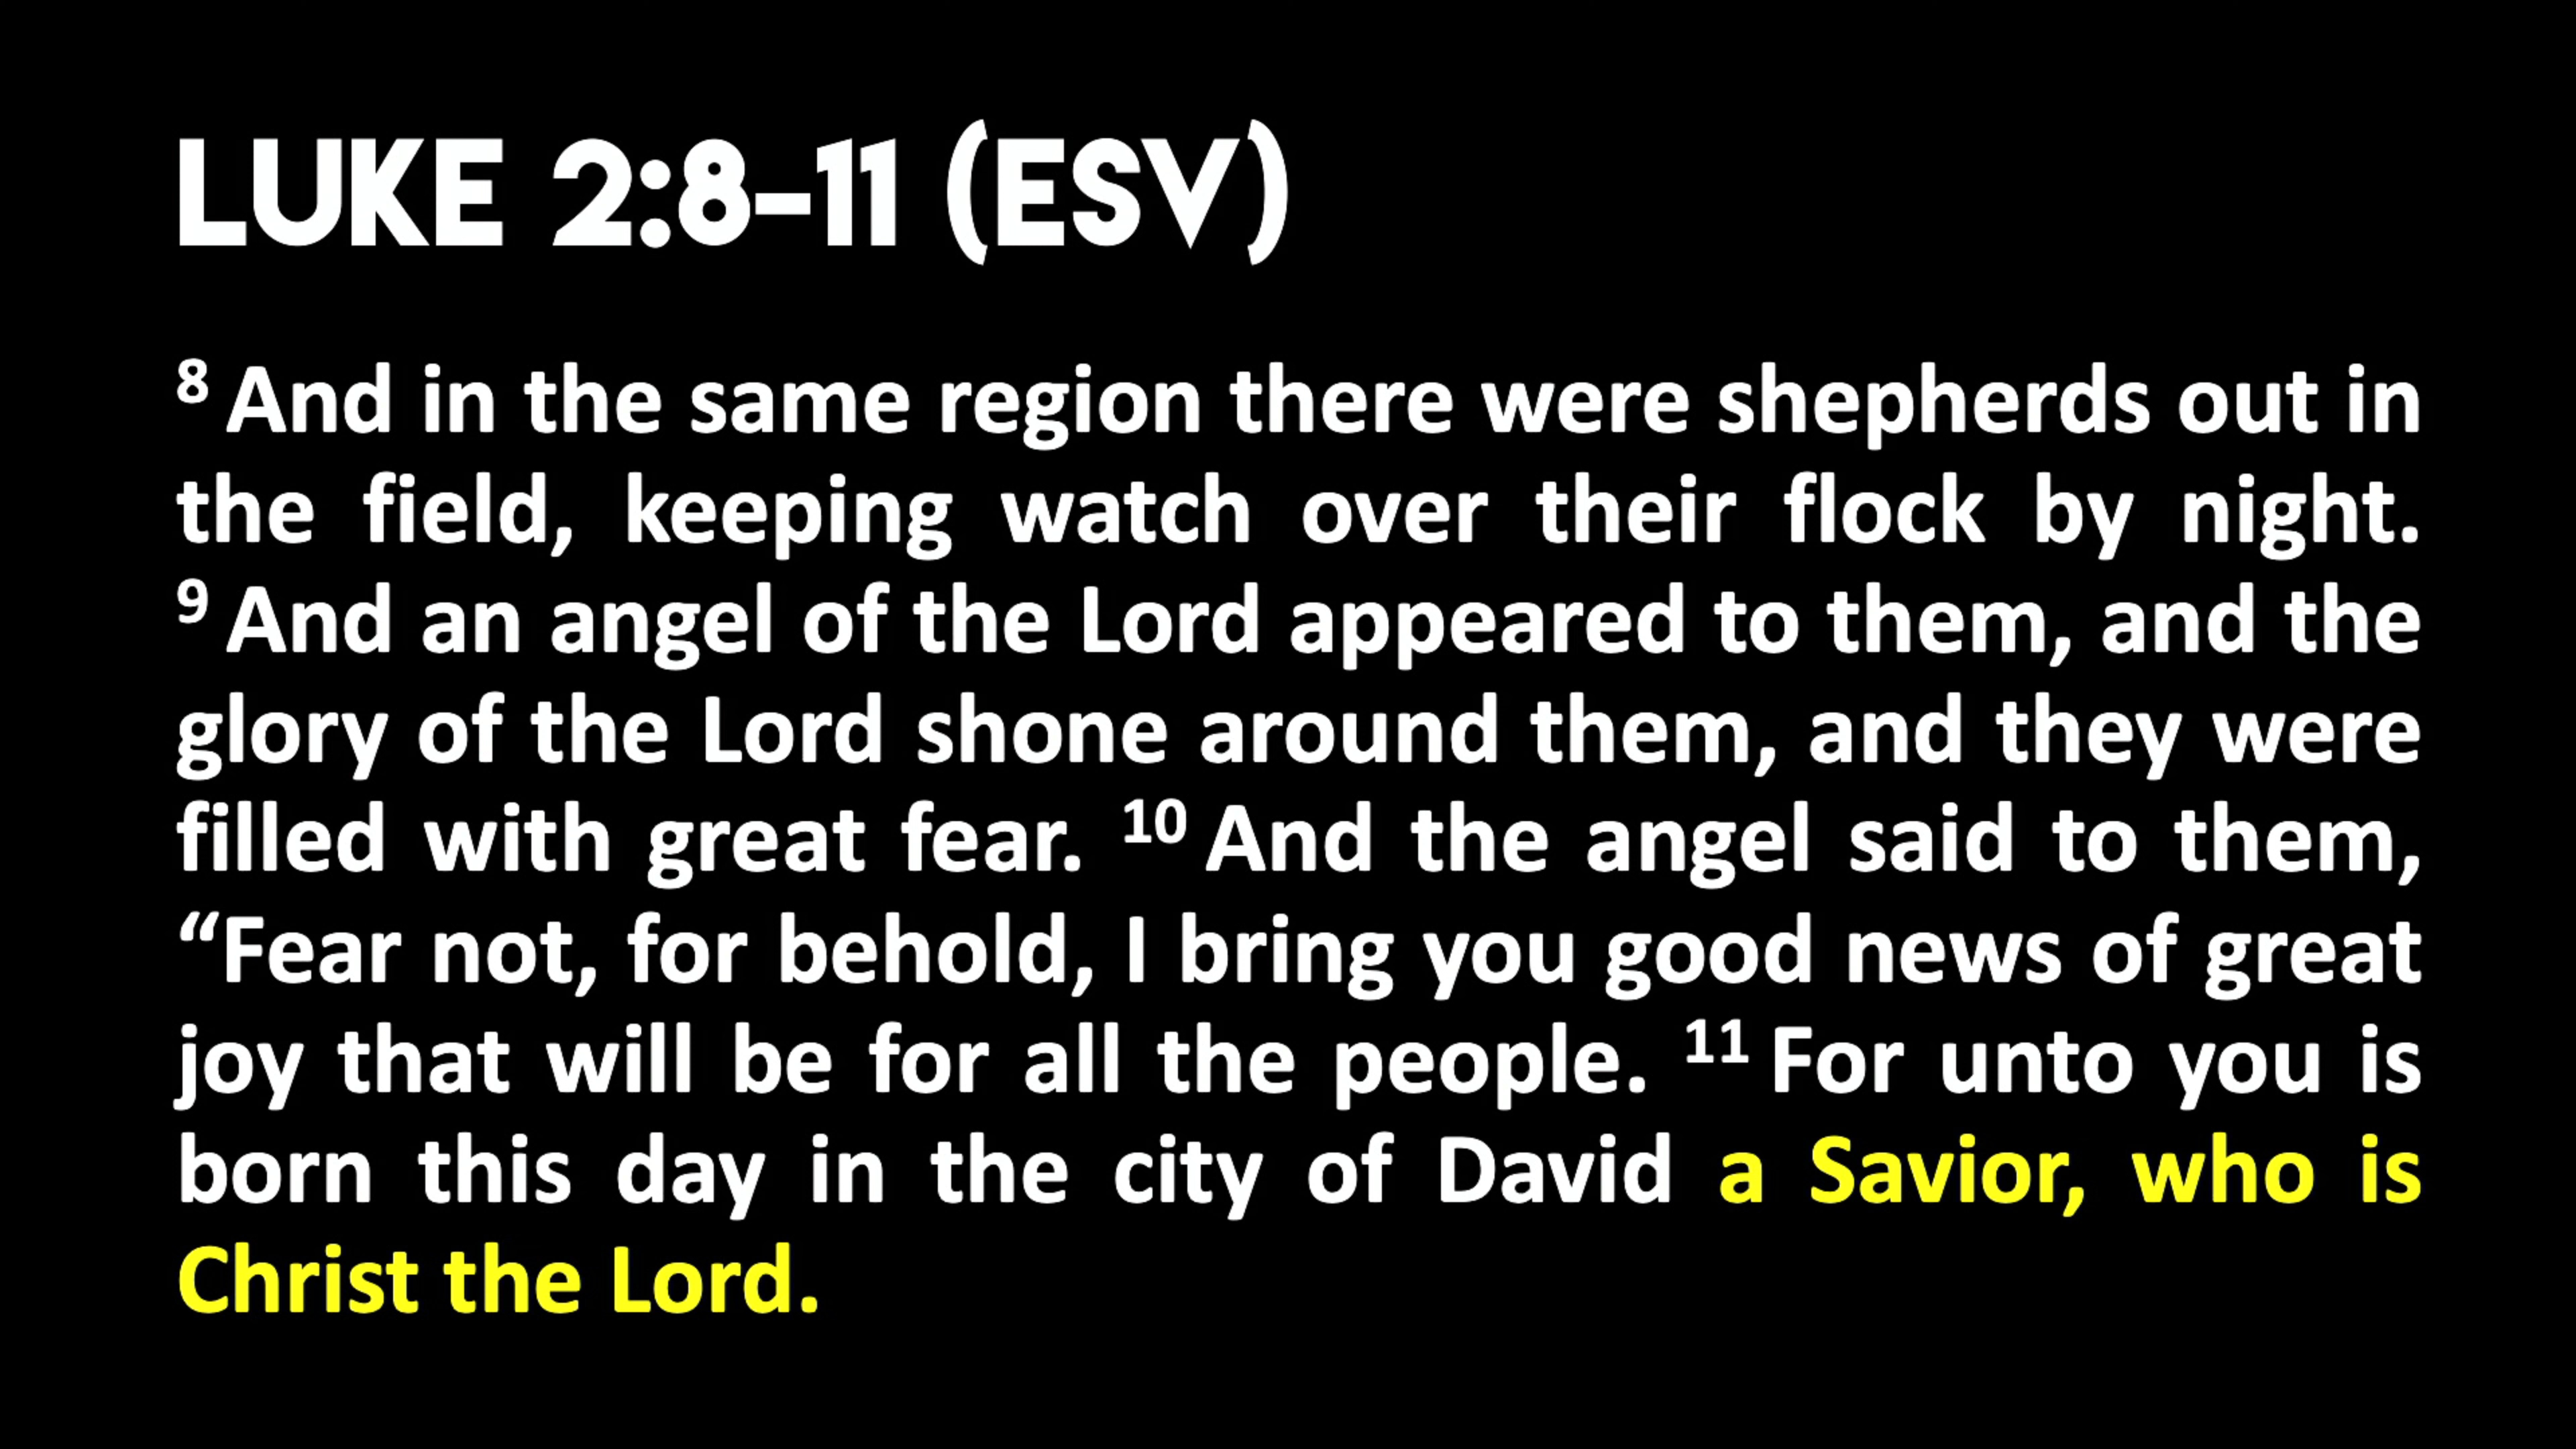 LUKE 2:8-11 (ESV)
8 And in the same region there were shepherds out in
the field, keeping watch over their flock by night.
9 And an angel of the Lord appeared to them, and the
glory of the Lord shone around them, and they were
filled with great fear. 10 And the angel said to them,
“Fear not, for behold, I bring you good news of great
joy that will be for all the people. 11 For unto you is
born this day in the city of David a Savior, who is
Christ the Lord.